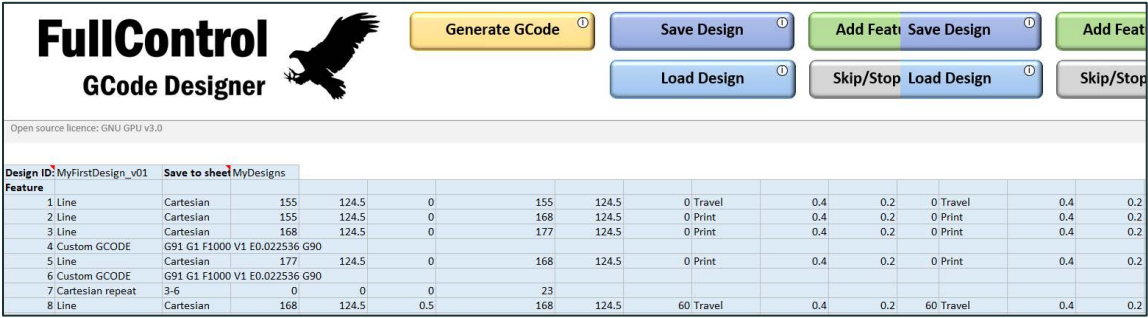 FullControl
GCode Designer
Generate GCode
Save Design
Add Featu Save Design
Add Feat
Load Design
Skip/Stop Load Design
Skip/Stop
Open source licence: GNU GPU v3.0
Design ID: MyFirstDesign_v01 Save to sheet MyDesigns
Feature
1 Line Cartesian 155 124.5 0 155 124.5 0 Travel 0.4 0.2 0 Travel 0.4 0.2
2 Line Cartesian 155 124.5 0 168 124.5 0 Print 0.4 0.2 0 Print 0.4 0.2
3 Line Cartesian 168 124.5 0 177 124.5 0 Print 0.4 0.2 0 Print 0.4 0.2
4 Custom GCODE G91 G1 F1000 V1 E0.022536 G90
5 Line Cartesian 177 124.5 0 168 124.5 0 Print 0.4 0.2 0 Print 0.4 0.2
6 Custom GCODE G91 G1 F1000 V1 E0.022536 G90
7 Cartesian repeat 3-6 0 0 0 23
8 Line Cartesian 168 124.5 0.5 168 124.5 60 Travel 0.4 0.2 60 Travel 0.4 0.2